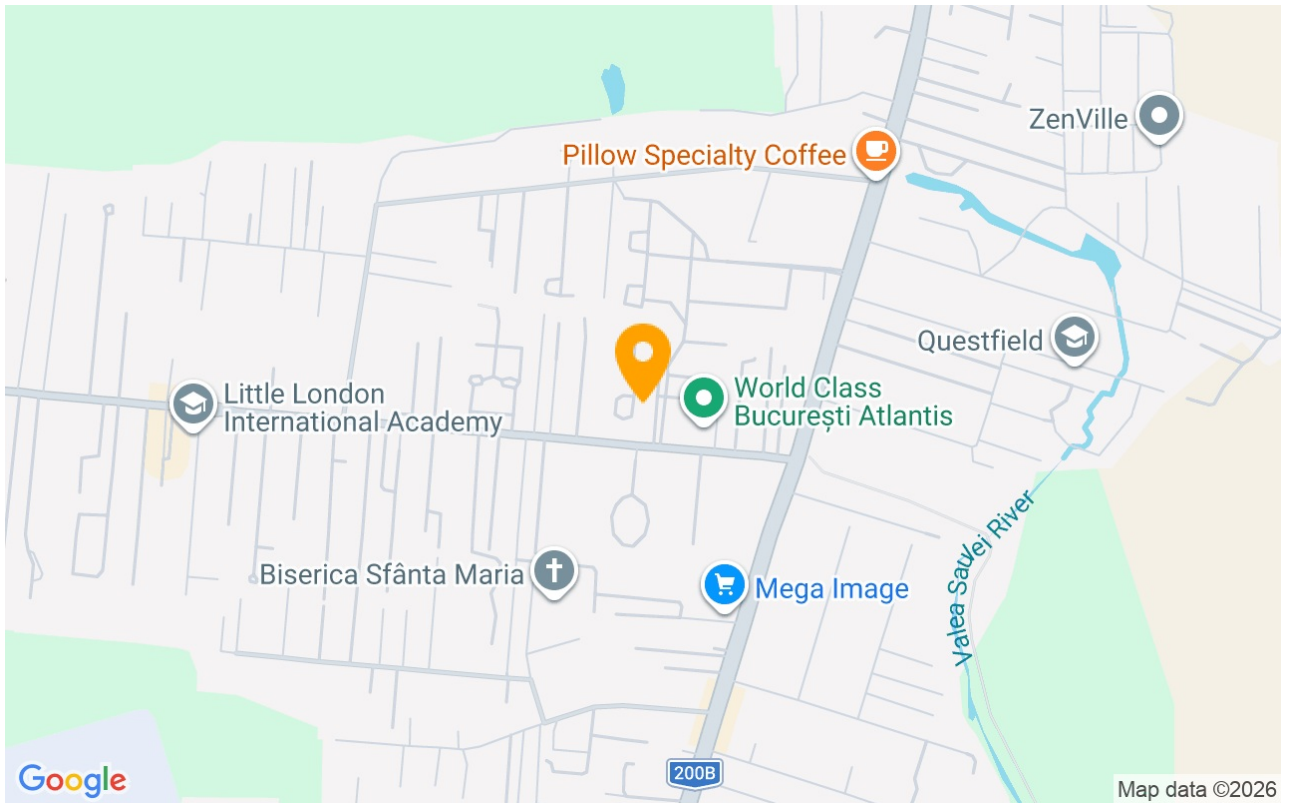 ZenVille
Pillow Specialty Coffee
Questfield
World Class
București Atlantis
Little London
International Academy
Valea Saulei River
Biserica Sfânta Maria
Mega Image
200B
Google
Map data ©2026